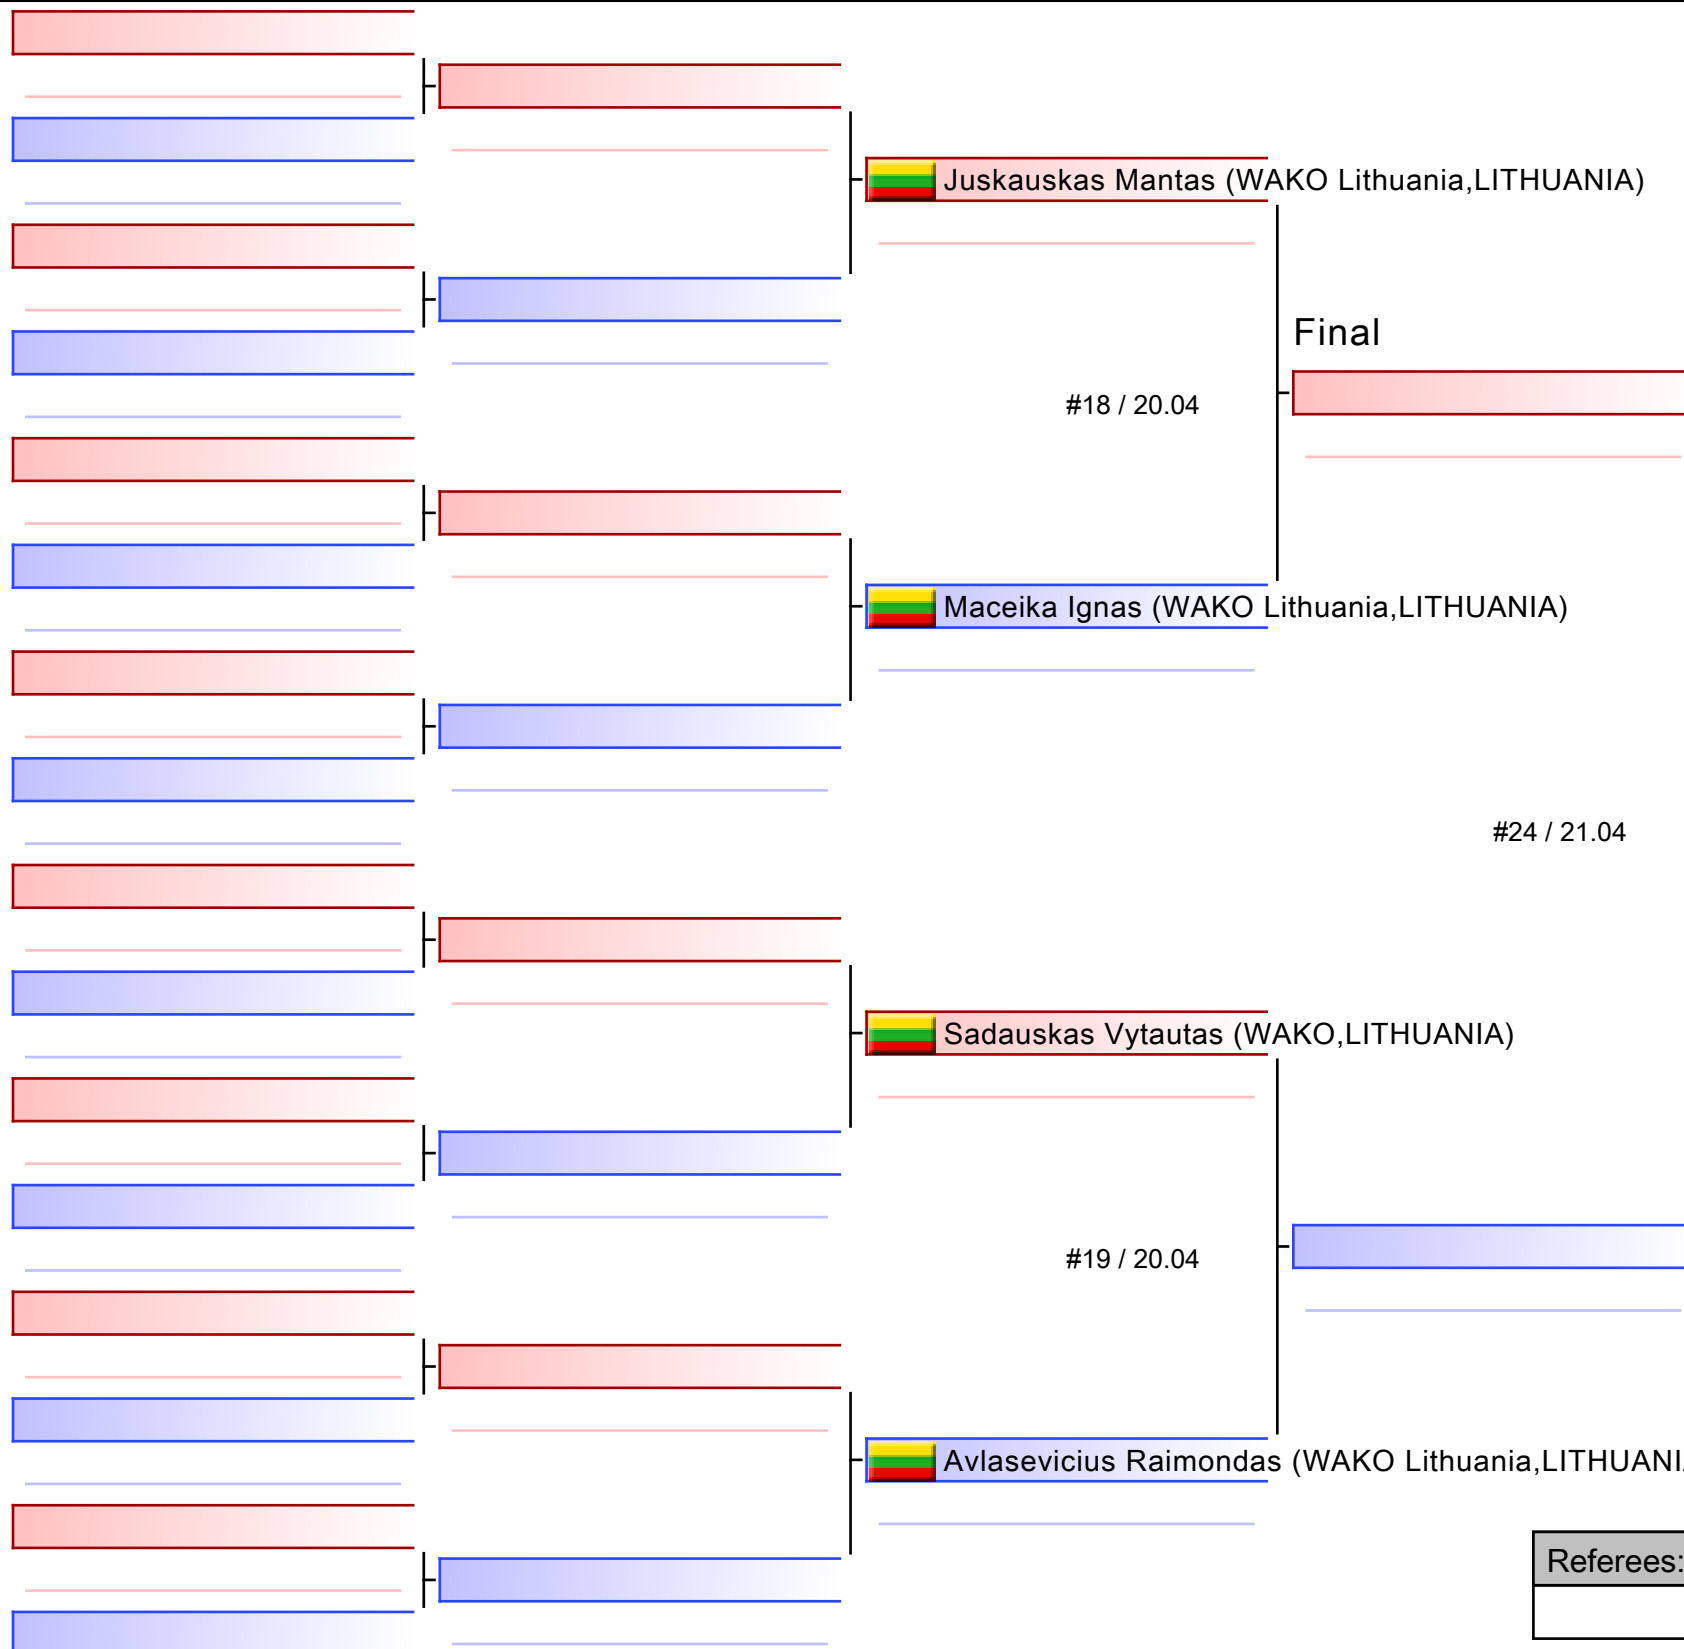 Juskauskas Mantas (WAKO Lithuania,LITHUANIA)
Final
#18 / 20.04
Maceika Ignas (WAKO Lithuania,LITHUANIA)
#24 / 21.04
Sadauskas Vytautas (WAKO,LITHUANIA)
#19 / 20.04
Avlasevicius Raimondas (WAKO Lithuania,LITHUANI
Referees: